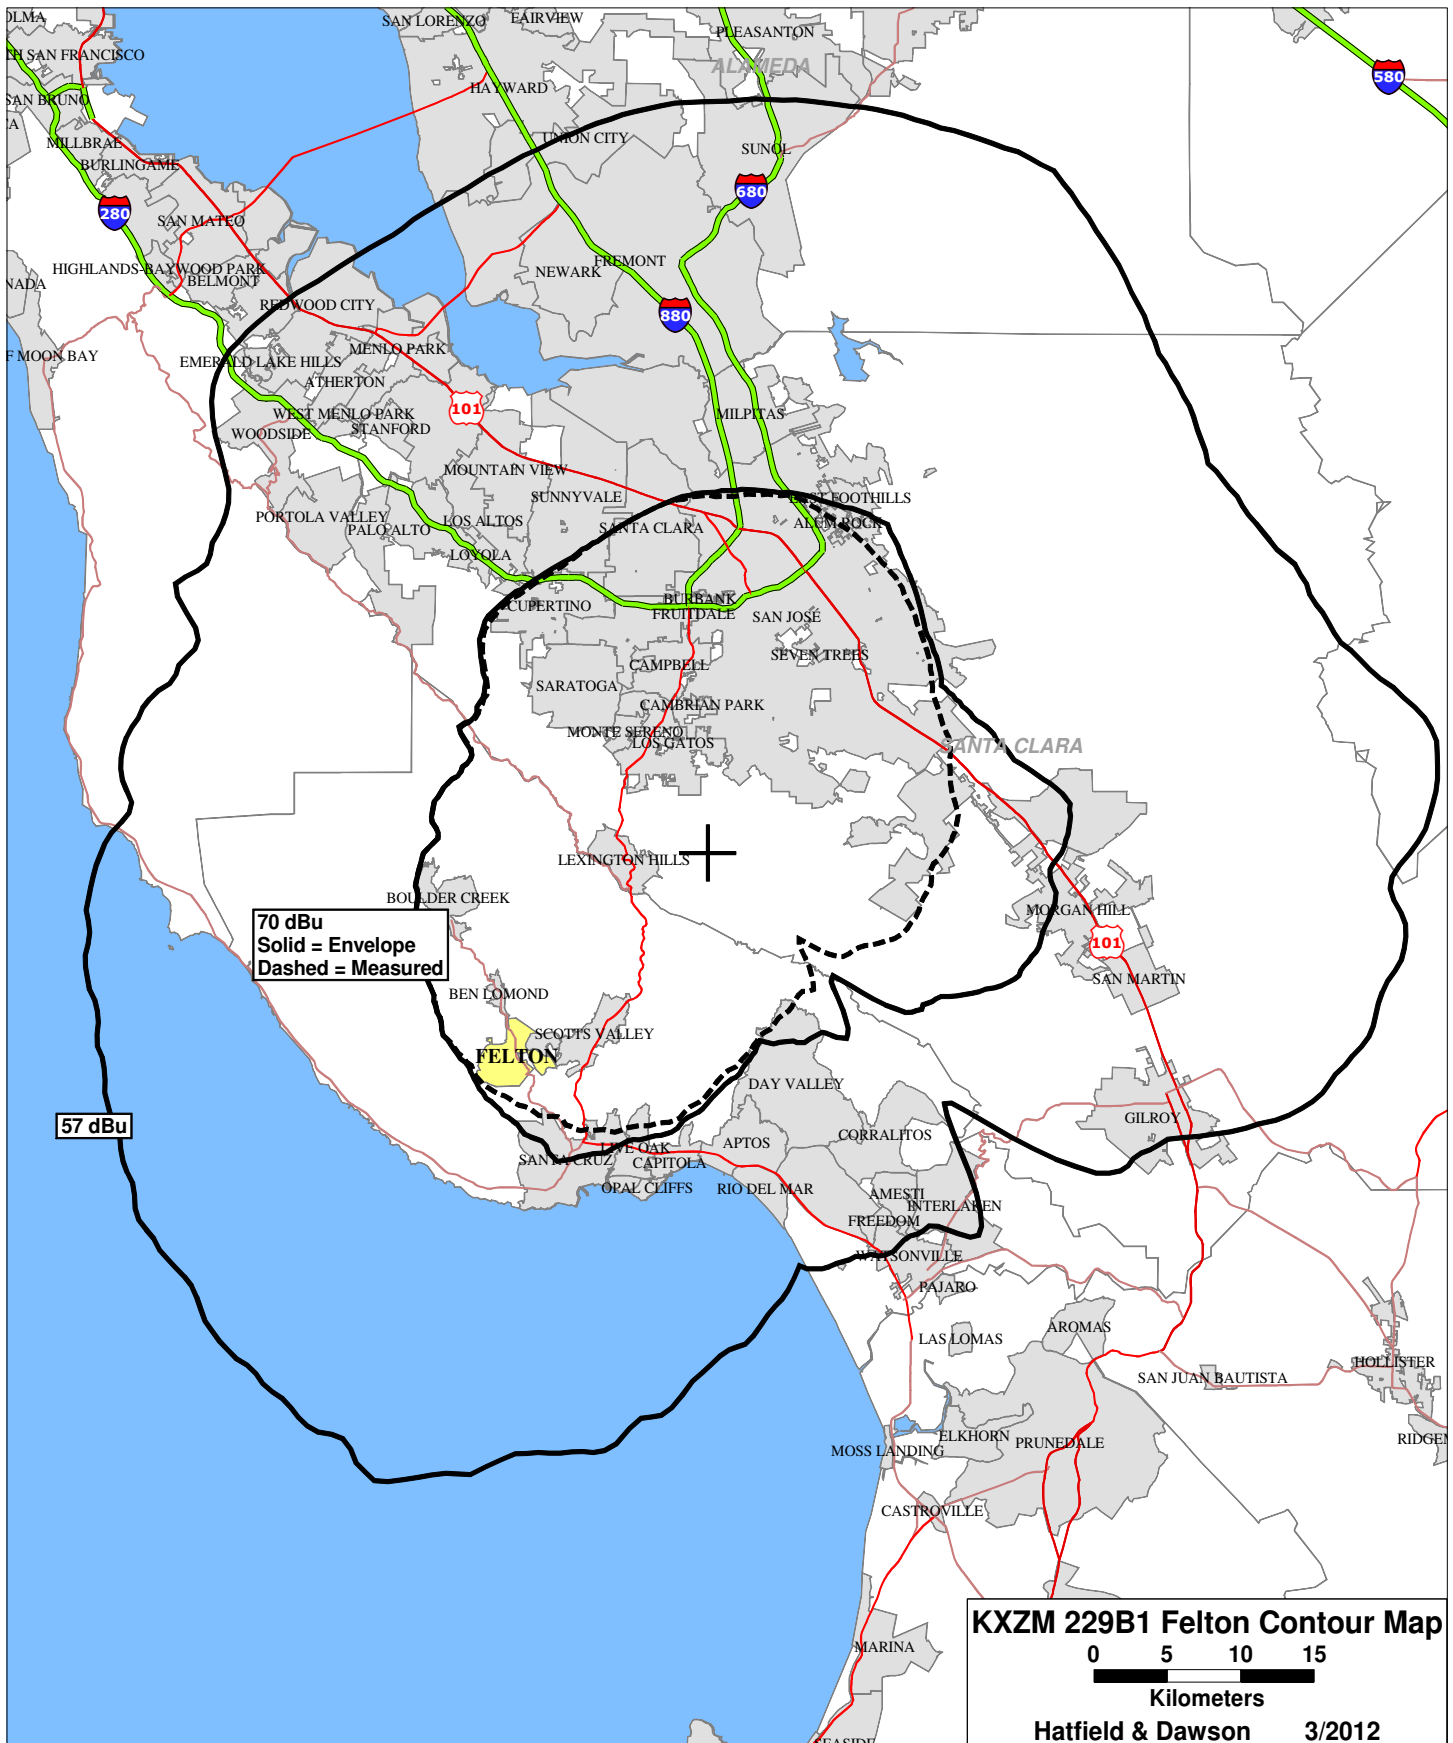 SAN LORENZO
FAIRVIEW
PLEASANTON
OLMA
TH SAN FRANCISCO
ALAMEDA
580
HAYWARD
SAN BRUNO
TA
MILLBRAE
UNION CITY
SUNOL
BURLINGAME
680
280
SAN MATEO
HIGHLANDS-BAYWOOD PARK
FREMONT
NEWARK
BELMONT
NADA
REDWOOD CITY
880
F MOON BAY
EMERALD LAKE HILLS
MENLO PARK
ATHERTON
101
WEST MENLO PARK
MILPITAS
WOODSIDE
STANFORD
MOUNTAIN VIEW
SUNNYVALE
EAST FOOTHILLS
PORTOLA VALLEY
PALO ALTO
LOS ALTOS
SANTA CLARA
ALUM ROCK
LOYOLA
CUPERTINO
BURBANK
FRUITDALE
SAN JOSE
SEVEN TREES
CAMPBELL
SARATOGA
CAMBRIAN PARK
MONTE SERENO
LOS GATOS
SANTA CLARA
LEXINGTON HILLS
BOULDER CREEK
MORGAN HILL
70 dBu
Solid = Envelope
Dashed = Measured
101
SAN MARTIN
BEN LOMOND
SCOTTS VALLEY
FELTON
DAY VALLEY
57 dBu
GILROY
CORRALITOS
APTOS
LIVE OAK
SANTA CRUZ
CAPITOLA
OPAL CLIFFS
RIO DEL MAR
AMESTI
INTERLAKEN
FREEDOM
WATSONVILLE
PAJARO
AROMAS
LAS LOMAS
HOLLISTER
SAN JUAN BAUTISTA
ELKHORN
PRUNEDALE
RIDGEM
MOSS LANDING
CASTROVILLE
MARINA
SEASIDE
KXZM 229B1 Felton Contour Map
0 5 10 15
Kilometers
Hatfield & Dawson 3/2012